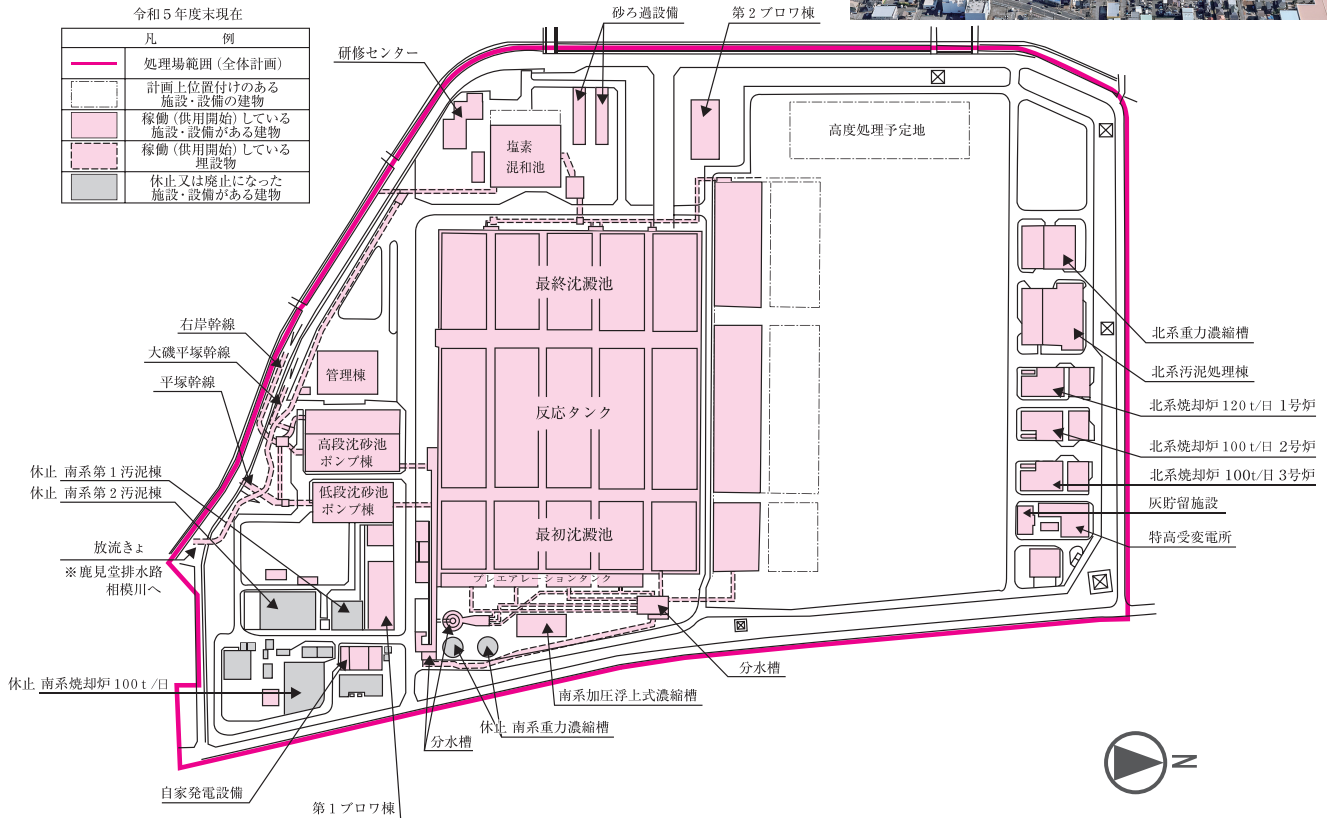 令和5年度末現在
凡 例
処理場範囲(全体計画)
計画上位置付けのある
施設・設備の建物
稼働(供用開始)している
施設・設備がある建物
稼働(供用開始)している
埋設物
休止又は廃止になった
施設・設備がある建物
砂ろ過設備
第2ブロワ棟
研修センター
塩素
混和池
高度処理予定地
最終沈澱池
右岸幹線
大磯平塚幹線
平塚幹線
管理棟
反応タンク
高段沈砂池
ポンプ棟
低段沈砂池
ポンプ棟
休止 南系第1汚泥棟
休止 南系第2汚泥棟
最初沈澱池
プレエアレーションタンク
放流きょ
※鹿見堂排水路
相模川へ
北系重力濃縮槽
北系汚泥処理棟
北系焼却炉 120t/日 1号炉
北系焼却炉 100t/日 2号炉
北系焼却炉 100t/日 3号炉
灰貯留施設
特高受変電所
分水槽
南系加圧浮上式濃縮槽
休止 南系重力濃縮槽
分水槽
休止 南系焼却炉 100t/日
自家発電設備
第1ブロワ棟
N